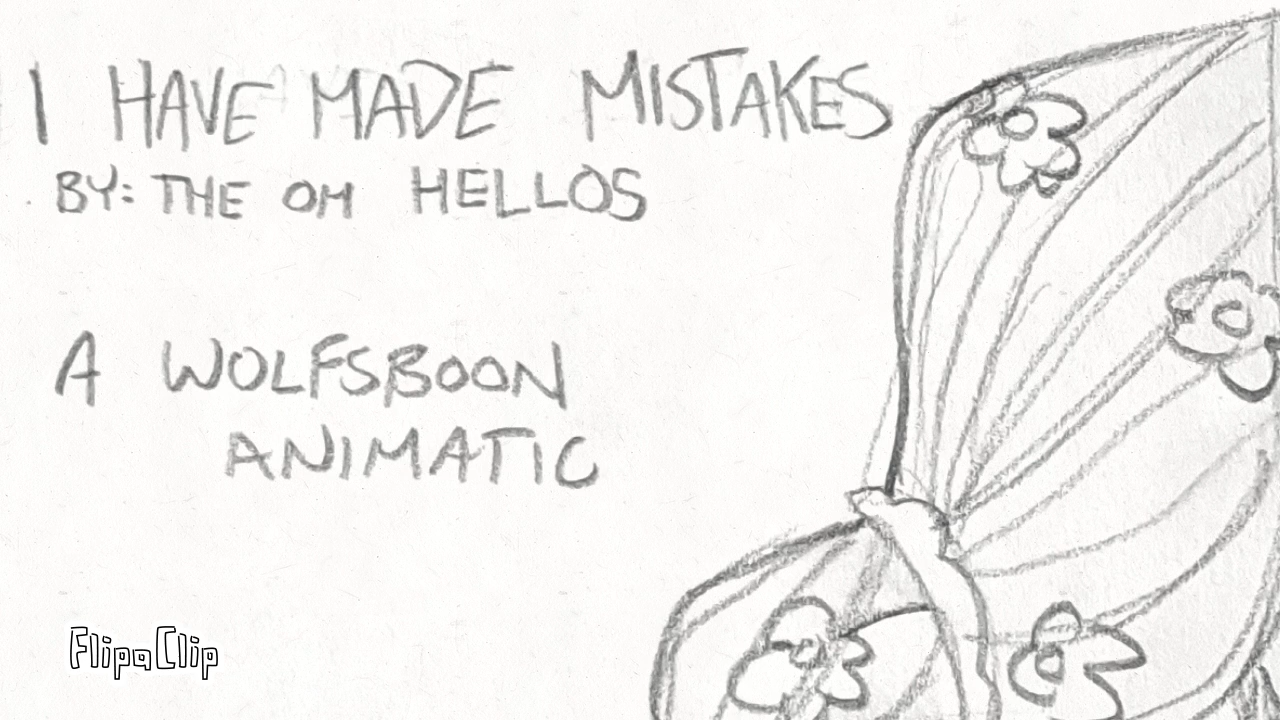 I HAVE MADE MISTAKES
BY: THE OH HELLOS
A WOLFSBOON
ANIMATIC
FlipaClip